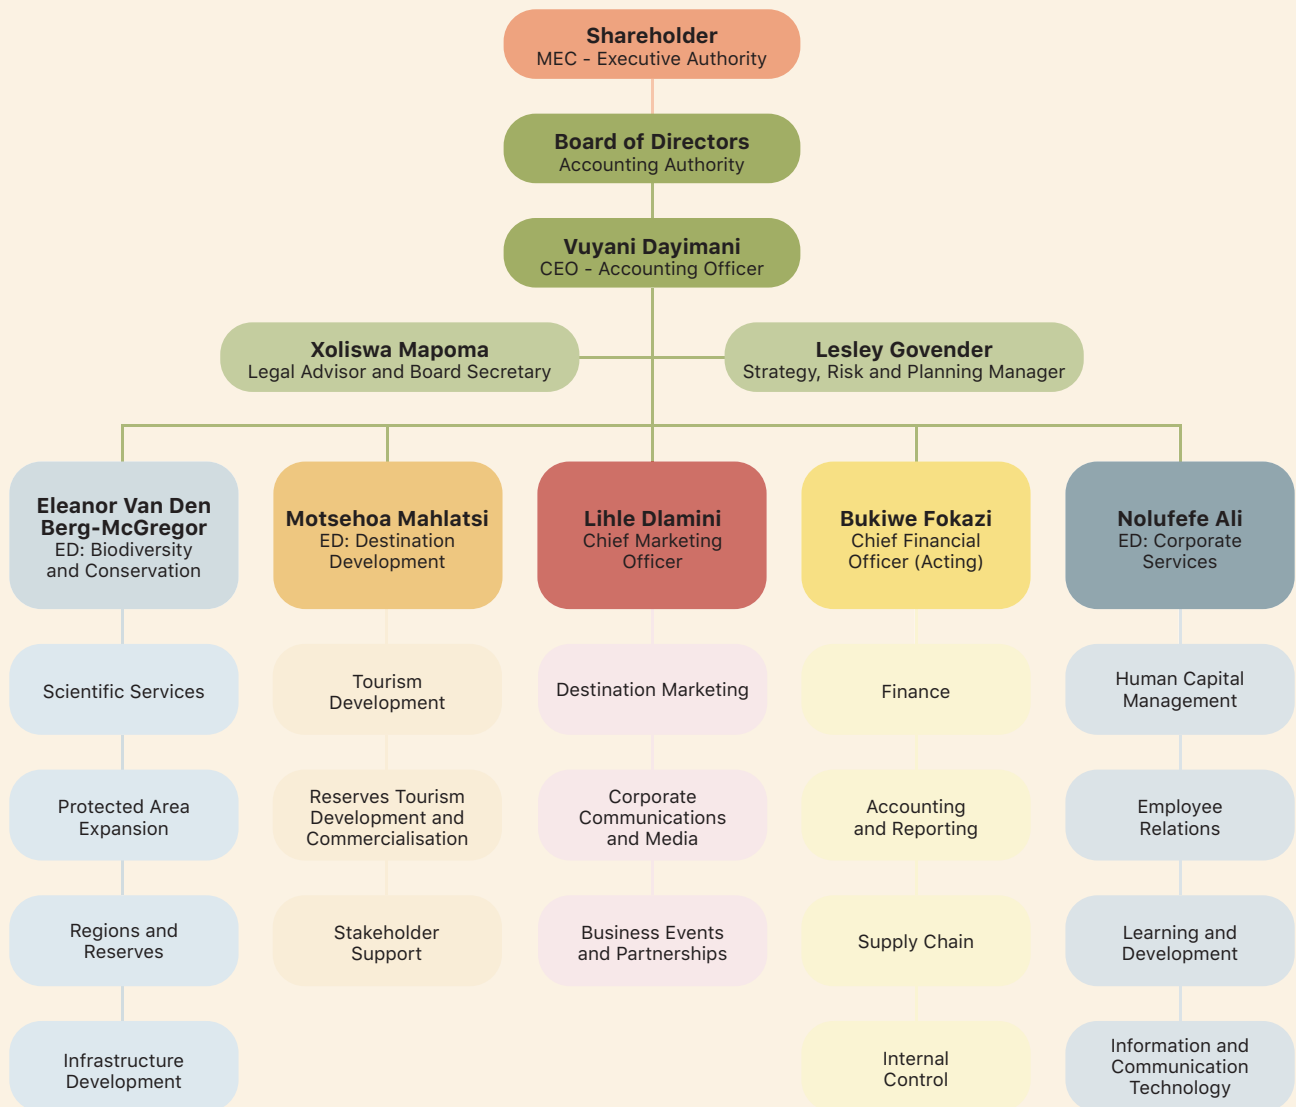 Shareholder
MEC - Executive Authority
Board of Directors
Accounting Authority
Vuyani Dayimani
CEO - Accounting Officer
Xoliswa Mapoma
Legal Advisor and Board Secretary
Lesley Govender
Strategy, Risk and Planning Manager
Eleanor Van Den
Berg-McGregor
ED: Biodiversity
and Conservation
Motsehoa Mahlatsi
ED: Destination
Development
Lihle Dlamini
Chief Marketing
Officer
Bukiwe Fokazi
Chief Financial
Officer (Acting)
Nolufefe Ali
ED: Corporate
Services
Scientific Services
Tourism
Development
Destination Marketing
Finance
Human Capital
Management
Protected Area
Expansion
Reserves Tourism
Development and
Commercialisation
Corporate
Communications
and Media
Accounting
and Reporting
Employee
Relations
Regions and
Reserves
Stakeholder
Support
Business Events
and Partnerships
Supply Chain
Learning and
Development
Infrastructure
Development
Internal
Control
Information and
Communication
Technology